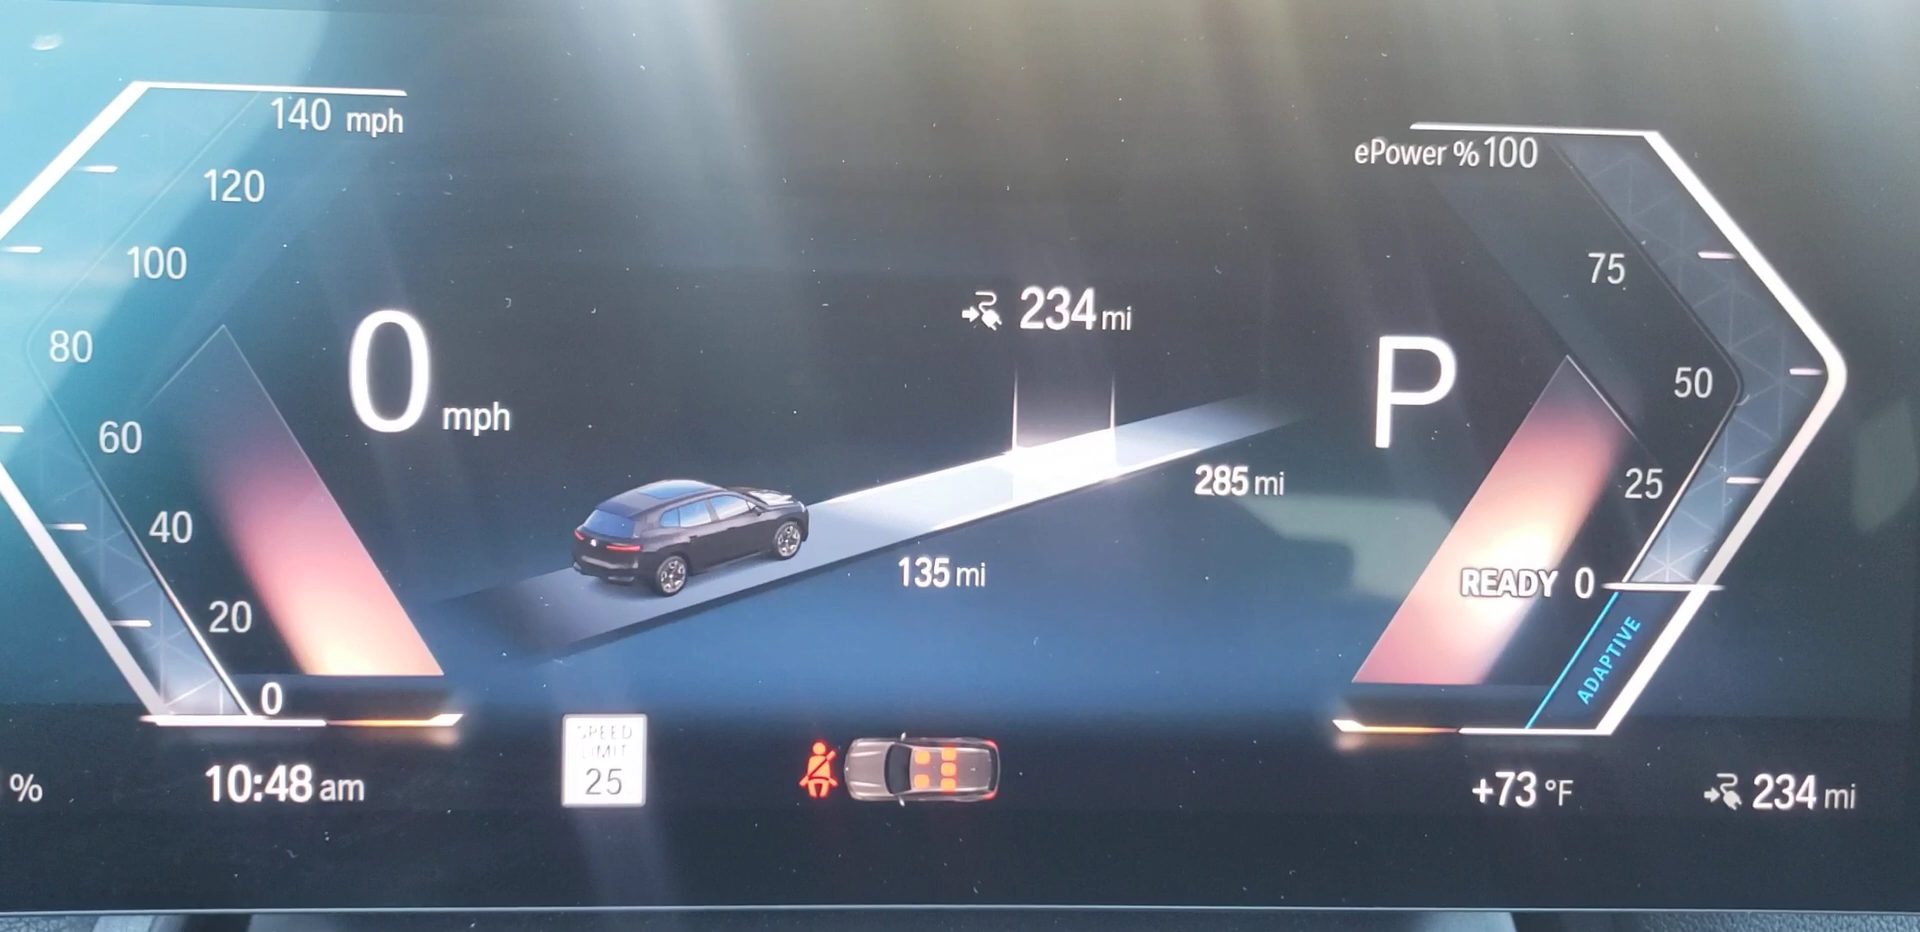 140 mph
120
100
80
60
40
20
0
0 mph
234 mi
285 mi
135 mi
ePower % 100
75
50
25
READY 0
ADAPTIVE
P
%
10:48 am
SPEED
LIMIT
25
+73 °F
234 mi